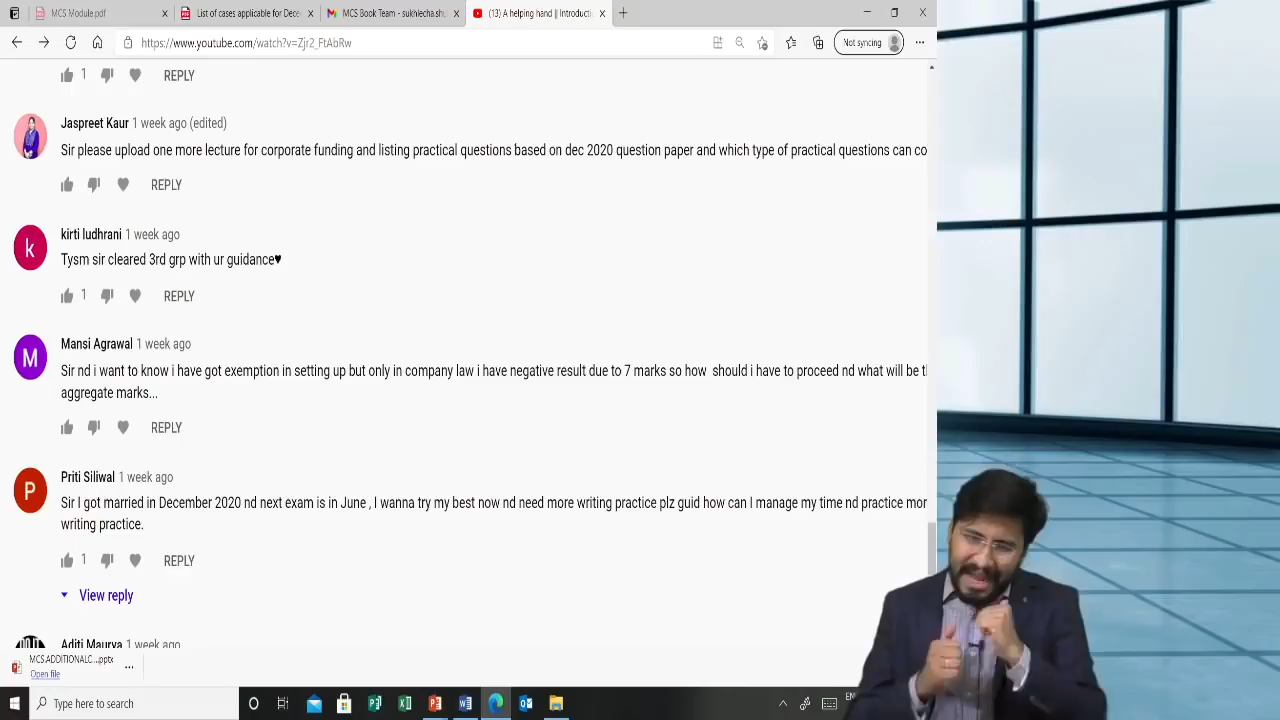 MCS Module.pdf
List of cases applicable for Dece
MCS Book Team - sukhlecha.
(13) A helping hand || Introducti
https://www.youtube.com/watch?v=Zjr2_FtAbRw
Not syncing
1 REPLY
Jaspreet Kaur 1 week ago (edited)
Sir please upload one more lecture for corporate funding and listing practical questions based on dec 2020 question paper and which type of practical questions can co
REPLY
k
kirti ludhrani 1 week ago
Tysm sir cleared 3rd grp with ur guidance♥
1 REPLY
M
Mansi Agrawal 1 week ago
Sir nd i want to know i have got exemption in setting up but only in company law i have negative result due to 7 marks so how should i have to proceed nd what will be t
aggregate marks...
REPLY
P
Priti Siliwal 1 week ago
Sir I got married in December 2020 nd next exam is in June , I wanna try my best now nd need more writing practice plz guid how can I manage my time nd practice mor
writing practice.
1 REPLY
View reply
Aditi Maurya 1 week ago
MCS.ADDITIONALC....pptx
Open file
Type here to search